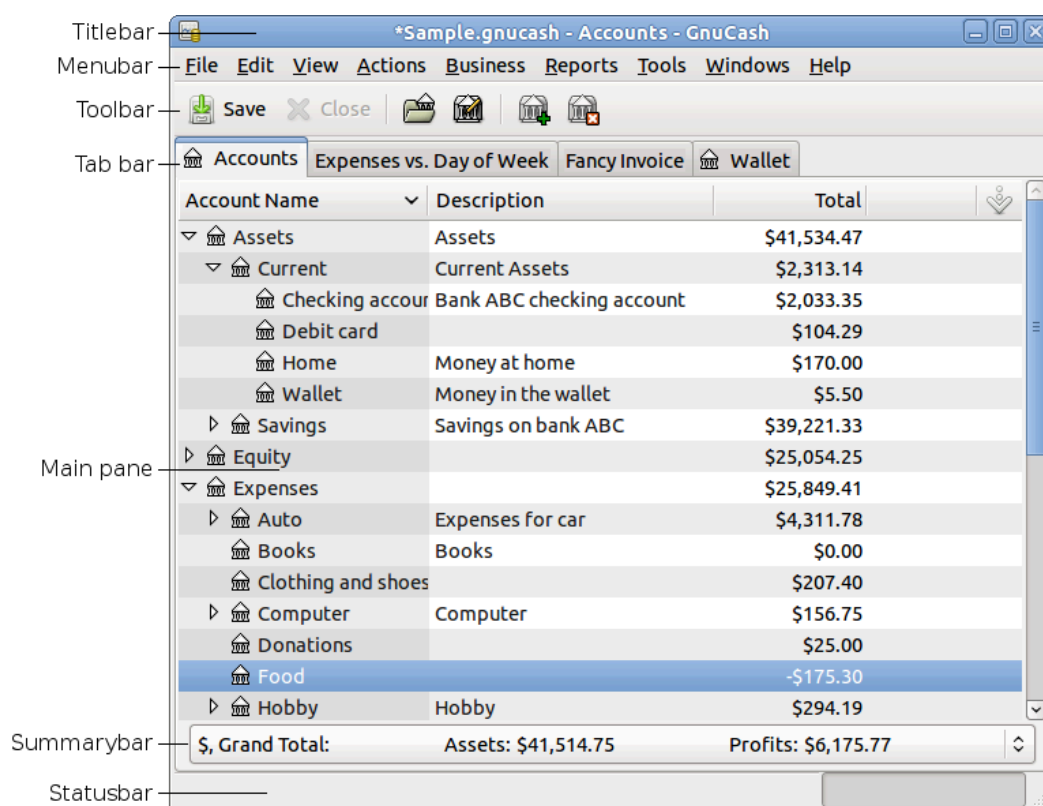 Titlebar
*Sample.gnucash - Accounts - GnuCash
Menubar
File Edit View Actions Business Reports Tools Windows Help
Toolbar
Save Close
Tab bar
Accounts Expenses vs. Day of Week Fancy Invoice Wallet
Account Name Description Total
Assets Assets $41,534.47
Current Current Assets $2,313.14
Checking accour Bank ABC checking account $2,033.35
Debit card $104.29
Home Money at home $170.00
Wallet Money in the wallet $5.50
Savings Savings on bank ABC $39,221.33
Main pane
Equity $25,054.25
Expenses $25,849.41
Auto Expenses for car $4,311.78
Books Books $0.00
Clothing and shoes $207.40
Computer Computer $156.75
Donations $25.00
Food -$175.30
Hobby Hobby $294.19
Summarybar
$, Grand Total: Assets: $41,514.75 Profits: $6,175.77
Statusbar